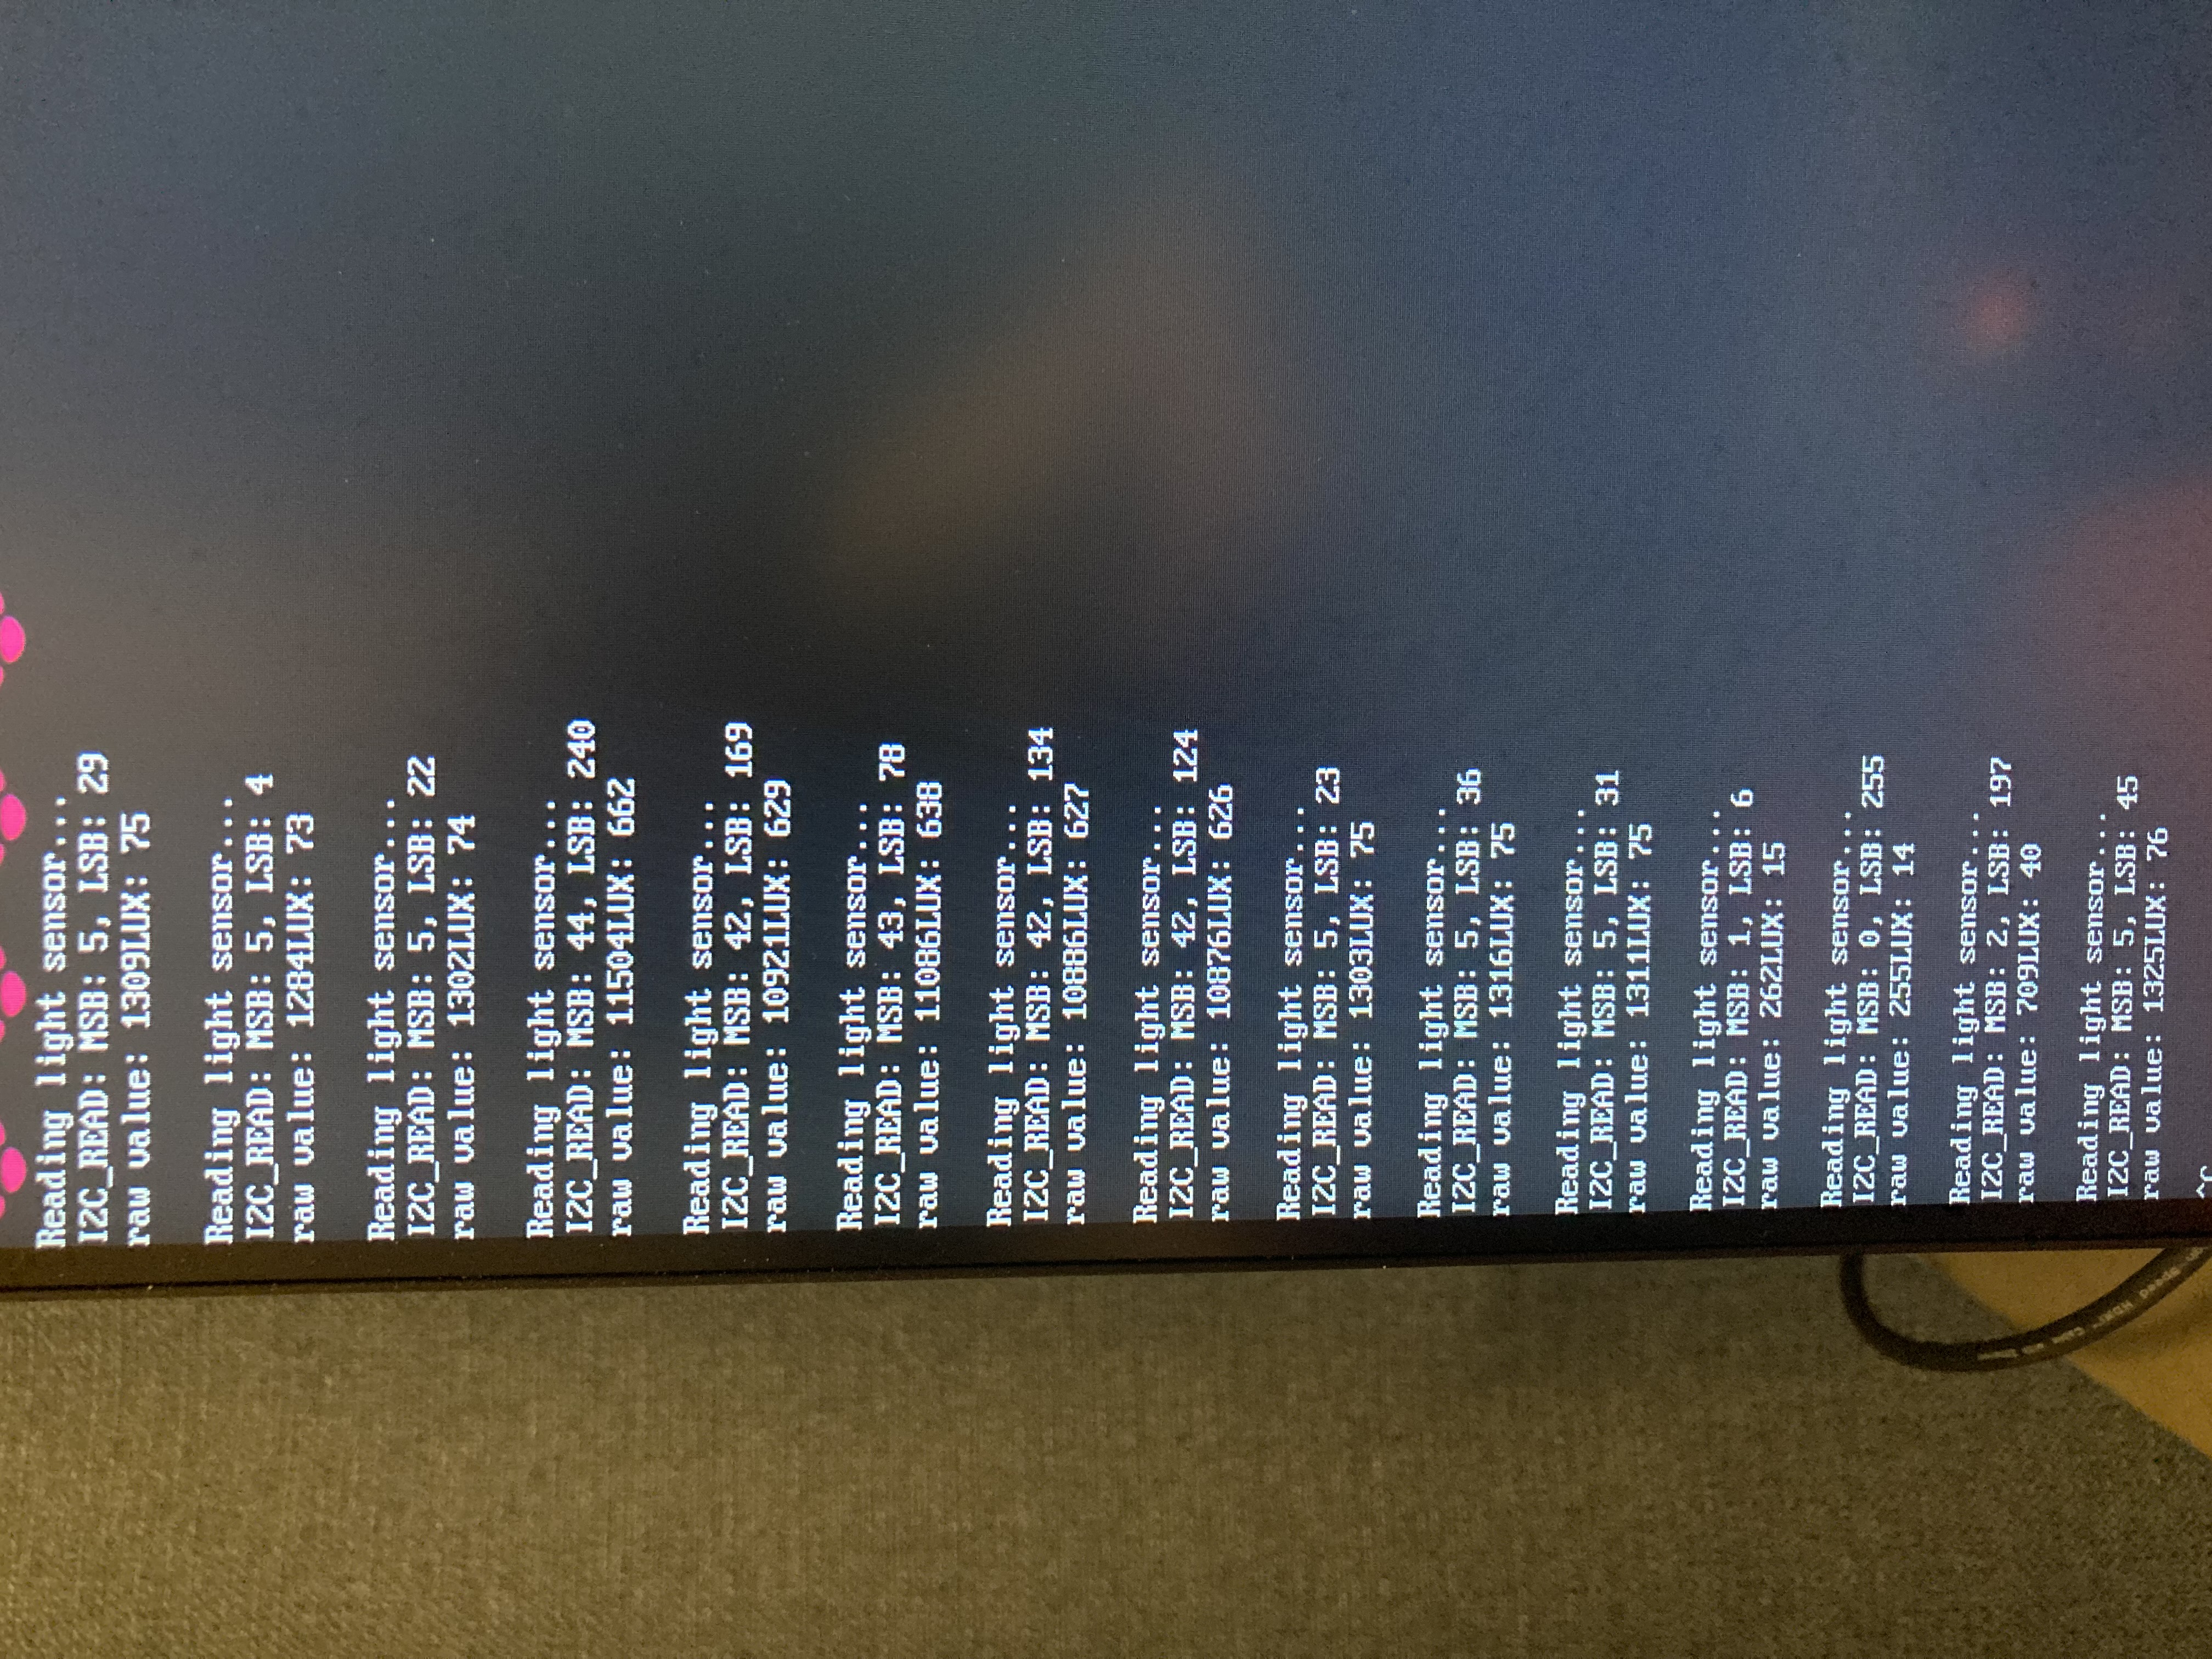 Reading light sensor...
I2C_READ: MSB: 5, LSB: 29
raw value: 1309LUX: 75
Reading light sensor...
I2C_READ: MSB: 5, LSB: 4
raw value: 1284LUX: 73
Reading light sensor...
I2C_READ: MSB: 5, LSB: 22
raw value: 1302LUX: 74
Reading light sensor...
I2C_READ: MSB: 44, LSB: 240
raw value: 11504LUX: 662
Reading light sensor...
I2C_READ: MSB: 42, LSB: 169
raw value: 10921LUX: 629
Reading light sensor...
I2C_READ: MSB: 43, LSB: 78
raw value: 11086LUX: 638
Reading light sensor...
I2C_READ: MSB: 42, LSB: 134
raw value: 10886LUX: 627
Reading light sensor...
I2C_READ: MSB: 42, LSB: 124
raw value: 10876LUX: 626
Reading light sensor...
I2C_READ: MSB: 5, LSB: 23
raw value: 1303LUX: 75
Reading light sensor...
I2C_READ: MSB: 5, LSB: 36
raw value: 1316LUX: 75
Reading light sensor...
I2C_READ: MSB: 5, LSB: 31
raw value: 1311LUX: 75
Reading light sensor...
I2C_READ: MSB: 1, LSB: 6
raw value: 262LUX: 15
Reading light sensor...
I2C_READ: MSB: 0, LSB: 255
raw value: 255LUX: 14
Reading light sensor...
I2C_READ: MSB: 2, LSB: 197
raw value: 709LUX: 40
Reading light sensor...
I2C_READ: MSB: 5, LSB: 45
raw value: 1325LUX: 76
^C